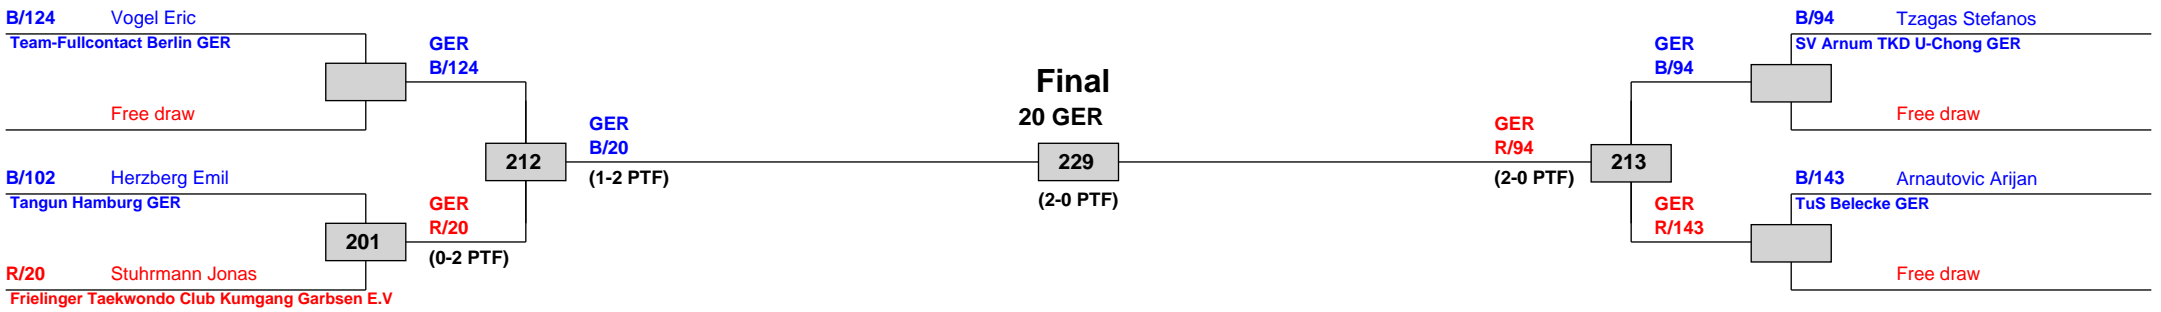 B/124 Vogel Eric
Team-Fullcontact Berlin GER
Free draw
GER
B/124
B/102 Herzberg Emil
Tangun Hamburg GER
201
R/20 Stuhrmann Jonas
Frielinger Taekwondo Club Kumgang Garbsen E.V
GER
R/20
(0-2 PTF)
212
GER
B/20
(1-2 PTF)
Final
20 GER
229
(2-0 PTF)
GER
R/94
(2-0 PTF)
213
GER
B/94
GER
R/143
B/94 Tzagas Stefanos
SV Arnum TKD U-Chong GER
Free draw
B/143 Arnautovic Arijan
TuS Belecke GER
Free draw